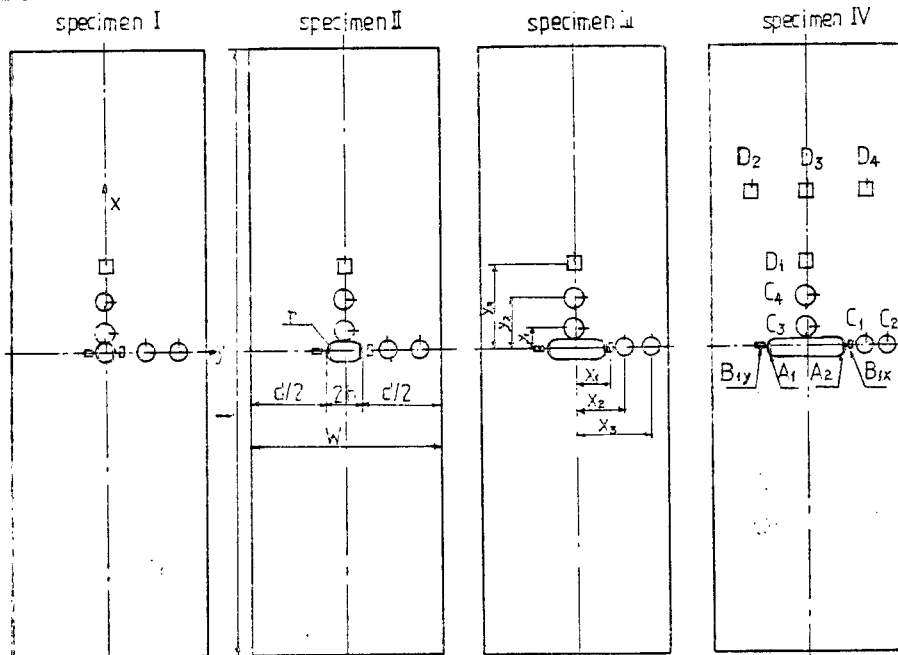 specimen I
specimen II
specimen III
specimen IV
x
y
r
d/2
2h
d/2
W
l
y₃
y₂
y₁
x₁
x₂
x₃
D₂
D₃
D₄
D₁
C₄
C₃
C₁
C₂
B₁y
A₁
A₂
B₁x